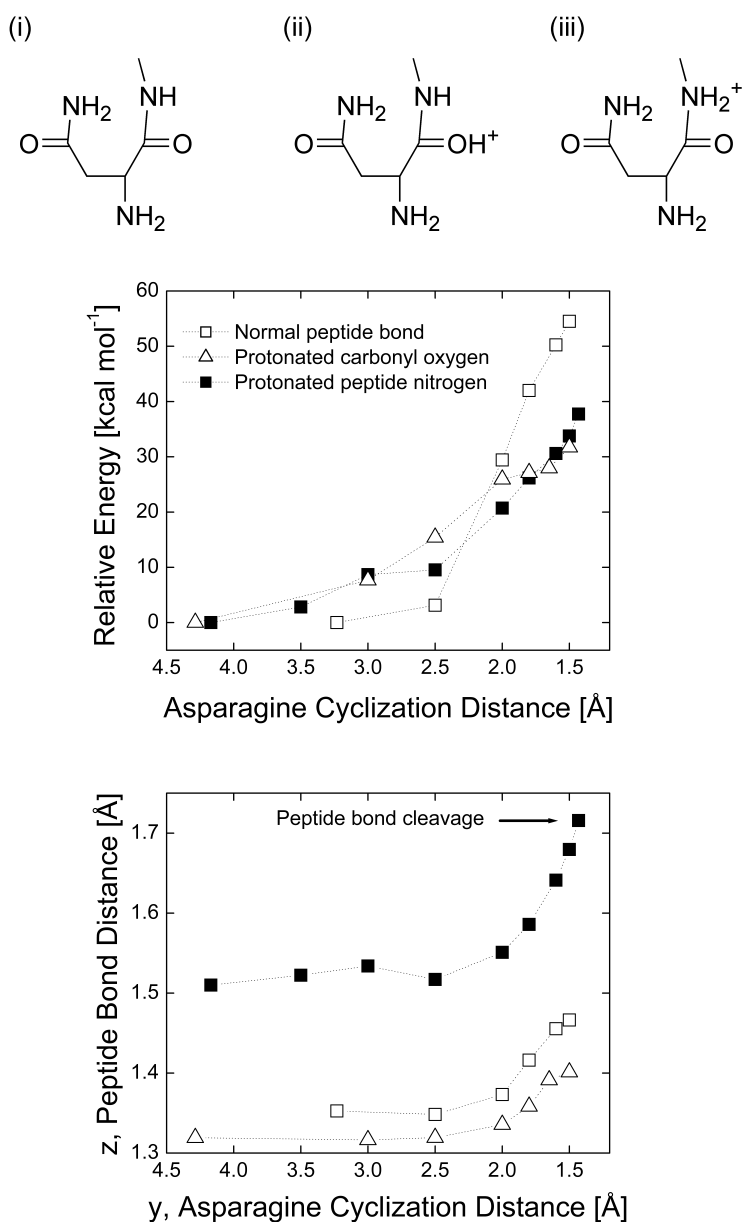 (i) (ii) (iii)
NH2 NH NH2 NH NH2 NH2+
O O O OH+ O O
NH2 NH2 NH2
60
50
40
30
20
10
0
Relative Energy [kcal mol-1]
Normal peptide bond
Protonated carbonyl oxygen
Protonated peptide nitrogen
4.5 4.0 3.5 3.0 2.5 2.0 1.5
Asparagine Cyclization Distance [Å]
1.7
1.6
1.5
1.4
1.3
z, Peptide Bond Distance [Å]
Peptide bond cleavage
4.5 4.0 3.5 3.0 2.5 2.0 1.5
y, Asparagine Cyclization Distance [Å]